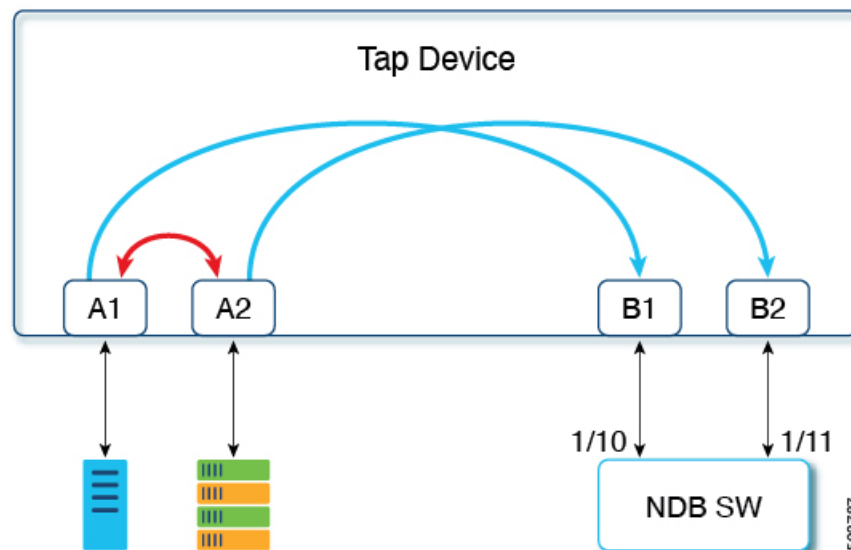 Tap Device
A1
A2
B1
B2
1/10
1/11
NDB SW